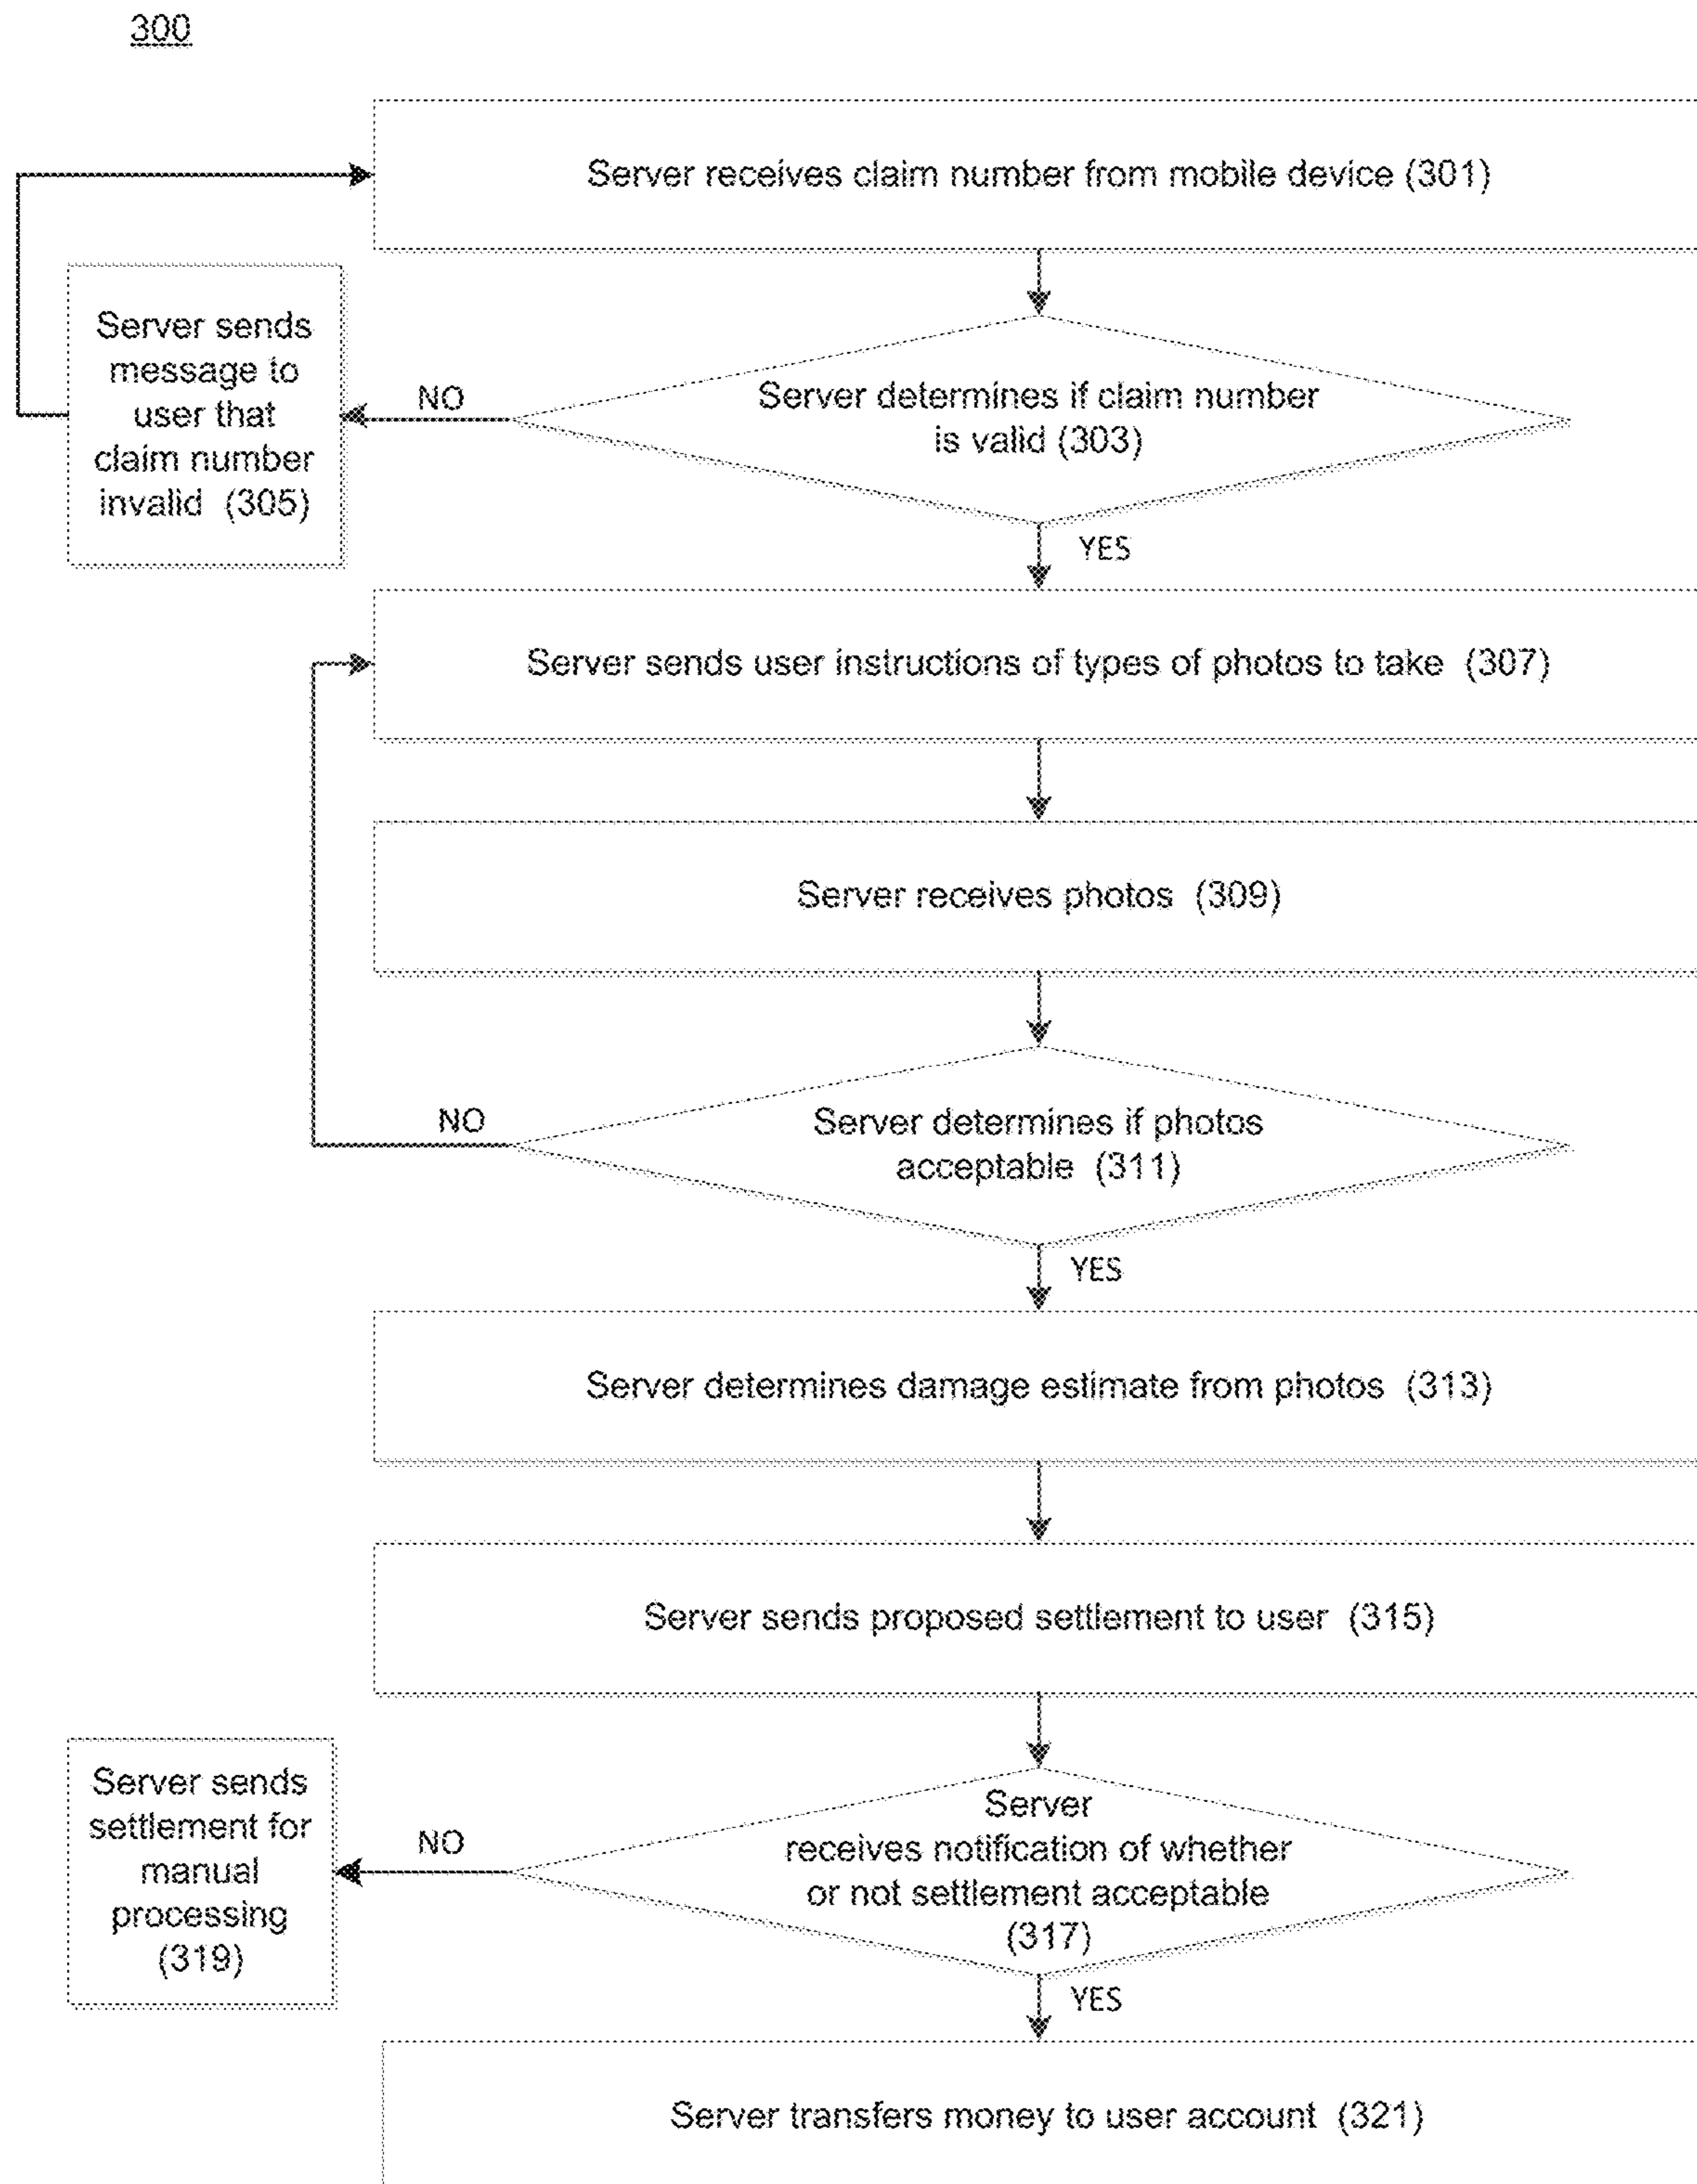 300
Server receives claim number from mobile device (301)
Server sends
message to
user that
claim number
invalid (305)
NO
Server determines if claim number
is valid (303)
YES
Server sends user instructions of types of photos to take (307)
Server receives photos (309)
NO
Server determines if photos
acceptable (311)
YES
Server determines damage estimate from photos (313)
Server sends proposed settlement to user (315)
Server sends
settlement for
manual
processing
(319)
NO
Server
receives notification of whether
or not settlement acceptable
(317)
YES
Server transfers money to user account (321)